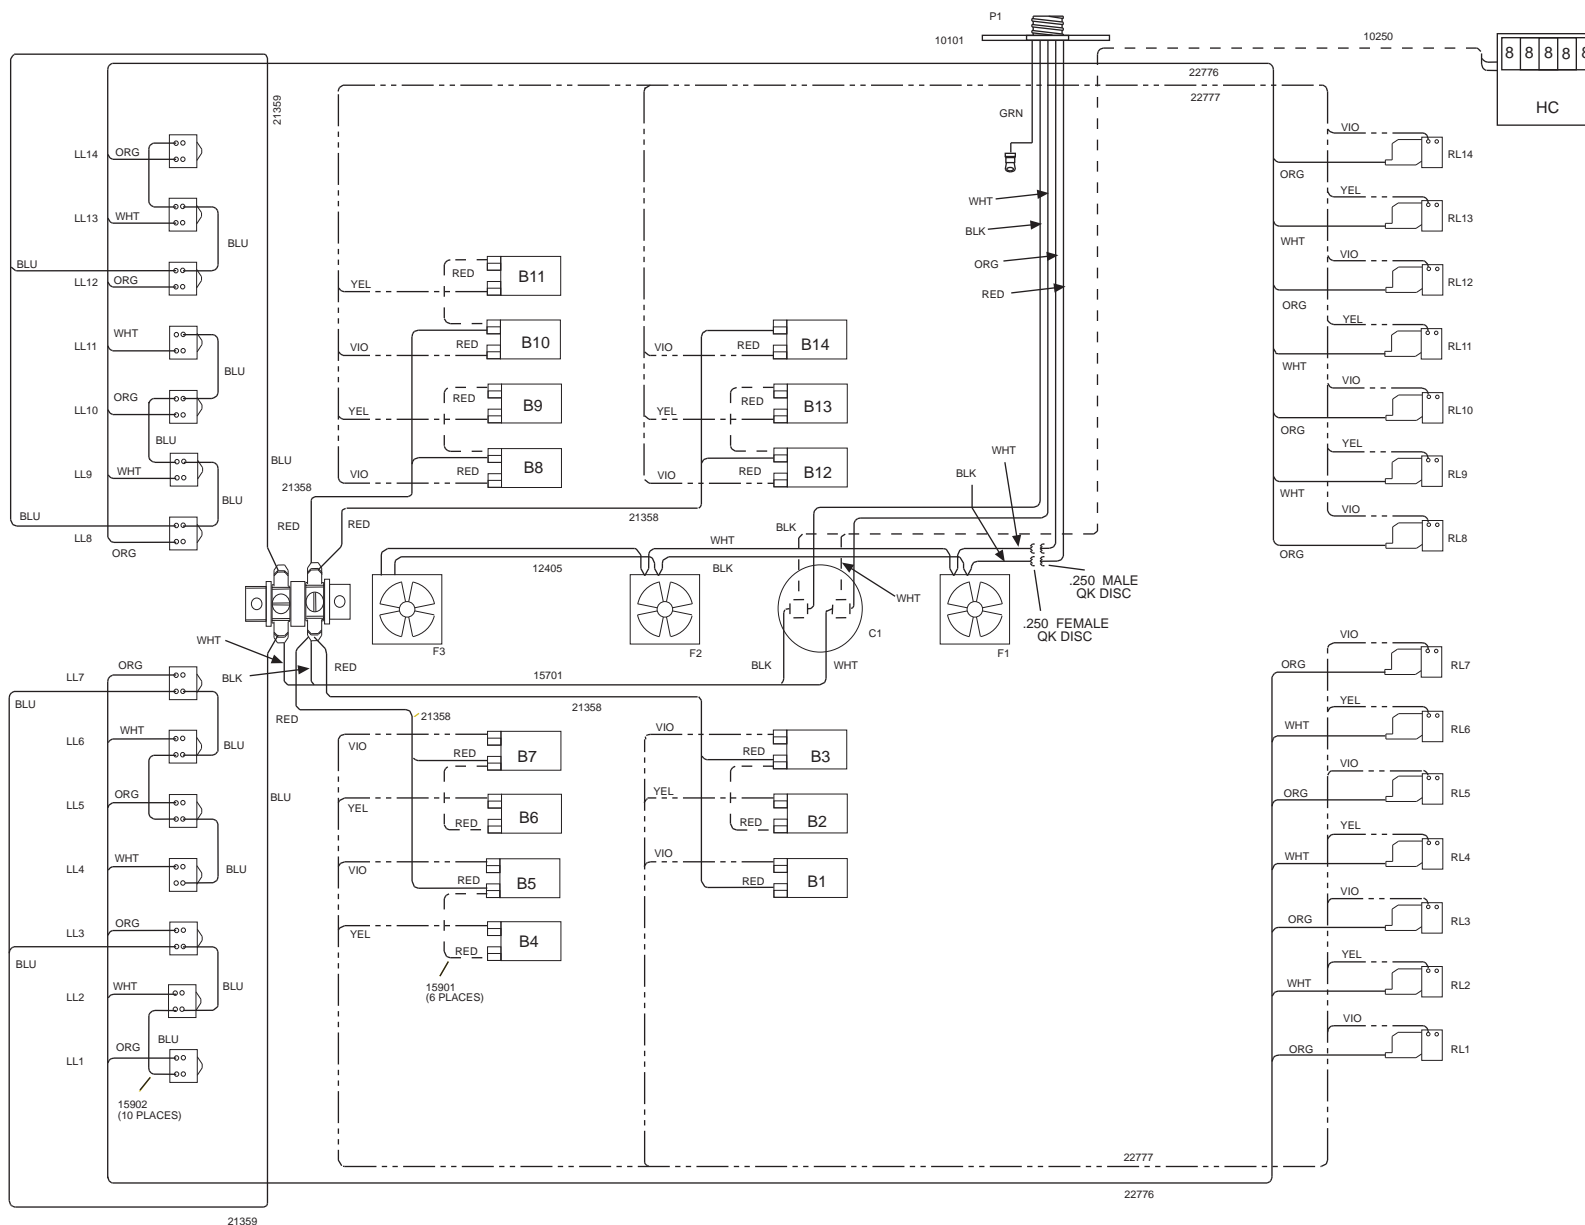 P1
10101
10250
8 8 8 8 8
HC
22776
22777
21359
GRN
VIO
RL14
ORG
LL14
ORG
WHT
YEL
RL13
WHT
LL13
WHT
BLU
BLK
VIO
RL12
ORG
BLU
LL12
ORG
ORG
RED
B11
YEL
RED
YEL
RL11
WHT
WHT
LL11
BLU
VIO
RED
B10
VIO
RED
B14
VIO
RL10
ORG
ORG
LL10
BLU
YEL
RED
B9
YEL
RED
B13
YEL
RL9
WHT
LL9
WHT
BLU
BLU
21358
VIO
RED
B8
VIO
RED
B12
WHT
BLK
VIO
RL8
ORG
BLU
LL8
ORG
RED
RED
21358
BLK
WHT
BLK
12405
WHT
.250 MALE
QK DISC
.250 FEMALE
QK DISC
F3
F2
C1
F1
WHT
BLK
RED
15701
BLK
WHT
LL7
ORG
BLU
RED
21358
21358
VIO
ORG
RL7
LL6
WHT
BLU
VIO
RED
B7
VIO
RED
B3
YEL
WHT
RL6
LL5
ORG
BLU
YEL
RED
B6
YEL
RED
B2
VIO
ORG
RL5
LL4
WHT
BLU
VIO
RED
B5
VIO
RED
B1
YEL
WHT
RL4
LL3
ORG
BLU
YEL
RED
B4
VIO
ORG
RL3
LL2
WHT
BLU
15901
(6 PLACES)
YEL
WHT
RL2
LL1
ORG
BLU
VIO
ORG
RL1
15902
(10 PLACES)
22777
22776
21359